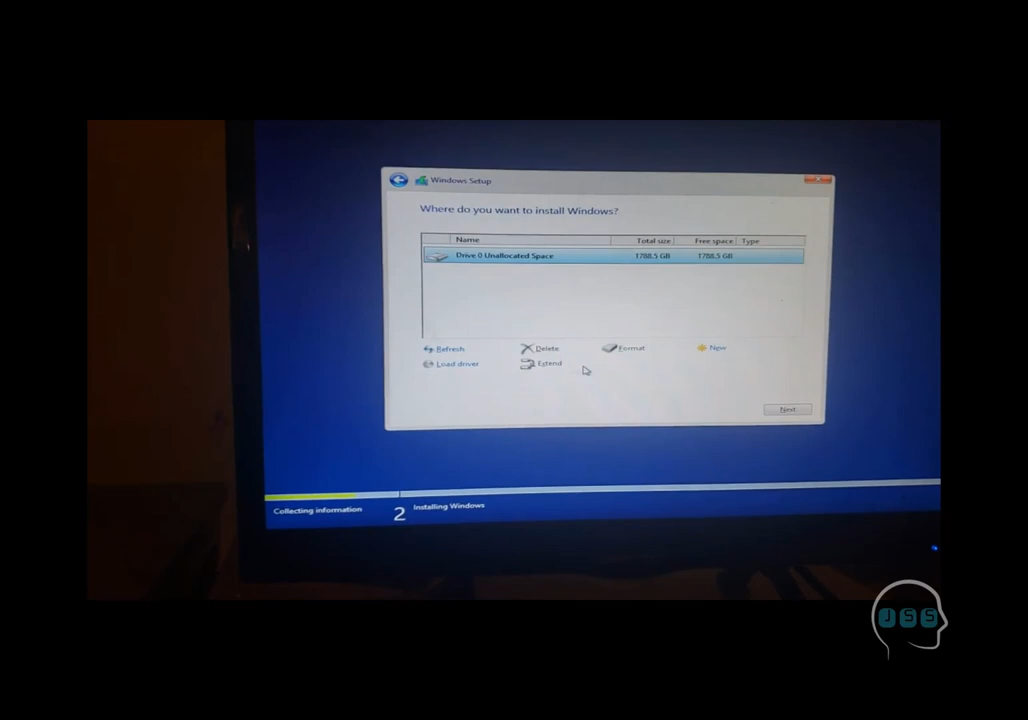 Windows Setup
Where do you want to install Windows?
Name Total size Free space Type
Drive 0 Unallocated Space 1788.5 GB 1788.5 GB
Refresh Delete Format New
Load driver Extend
Next
Collecting information 2 Installing Windows
JSS